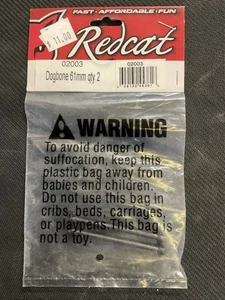 FAST • AFFORDABLE • FUN
Redcat
$ 11.00
02003
02003
Dogbone 61mm qty 2
WARNING
To avoid danger of
suffocation, keep this
plastic bag away from
babies and children.
Do not use this bag in
cribs, beds, carriages,
or playpens.This bag is
not a toy.